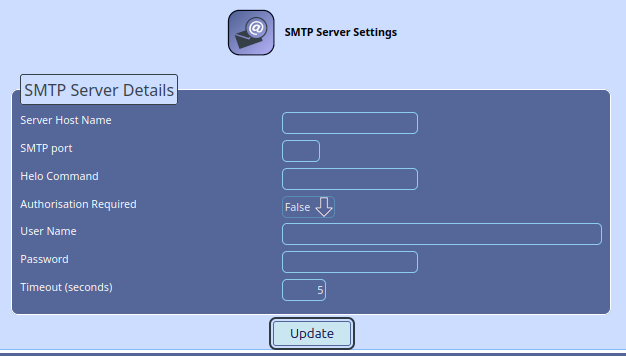 SMTP Server Settings
SMTP Server Details
Server Host Name
SMTP port
Helo Command
Authorisation Required False
User Name
Password
Timeout (seconds) 5
Update